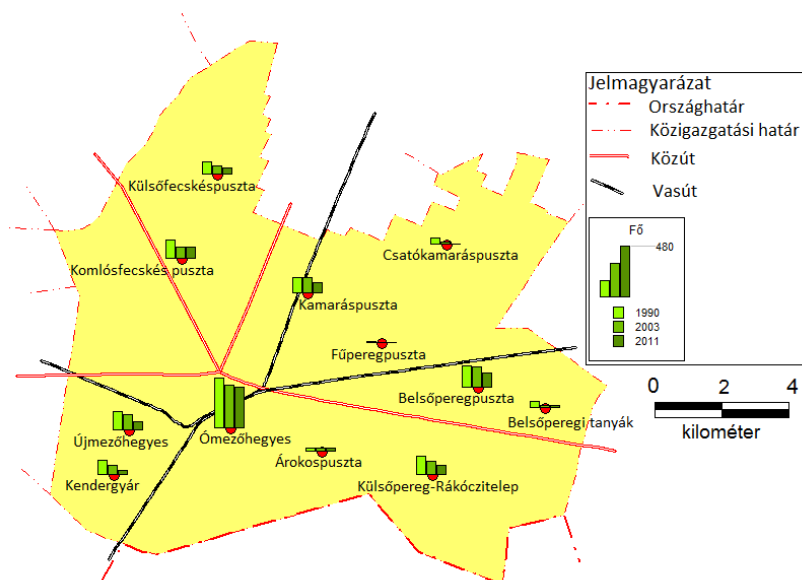 Jelmagyarázat
Országhatár
Közigazgatási határ
Közút
Vasút
Fő
480
1990
2003
2011
0 2 4
kilométer
Külsőfecskéspuszta
Komlósfecskés puszta
Csatókamaráspuszta
Kamaráspuszta
Fűperegpuszta
Belsőperegpuszta
Belsőperegi tanyák
Újmezőhegyes
Ómezőhegyes
Árokospuszta
Kendergyár
Külsőpereg-Rákóczitelep